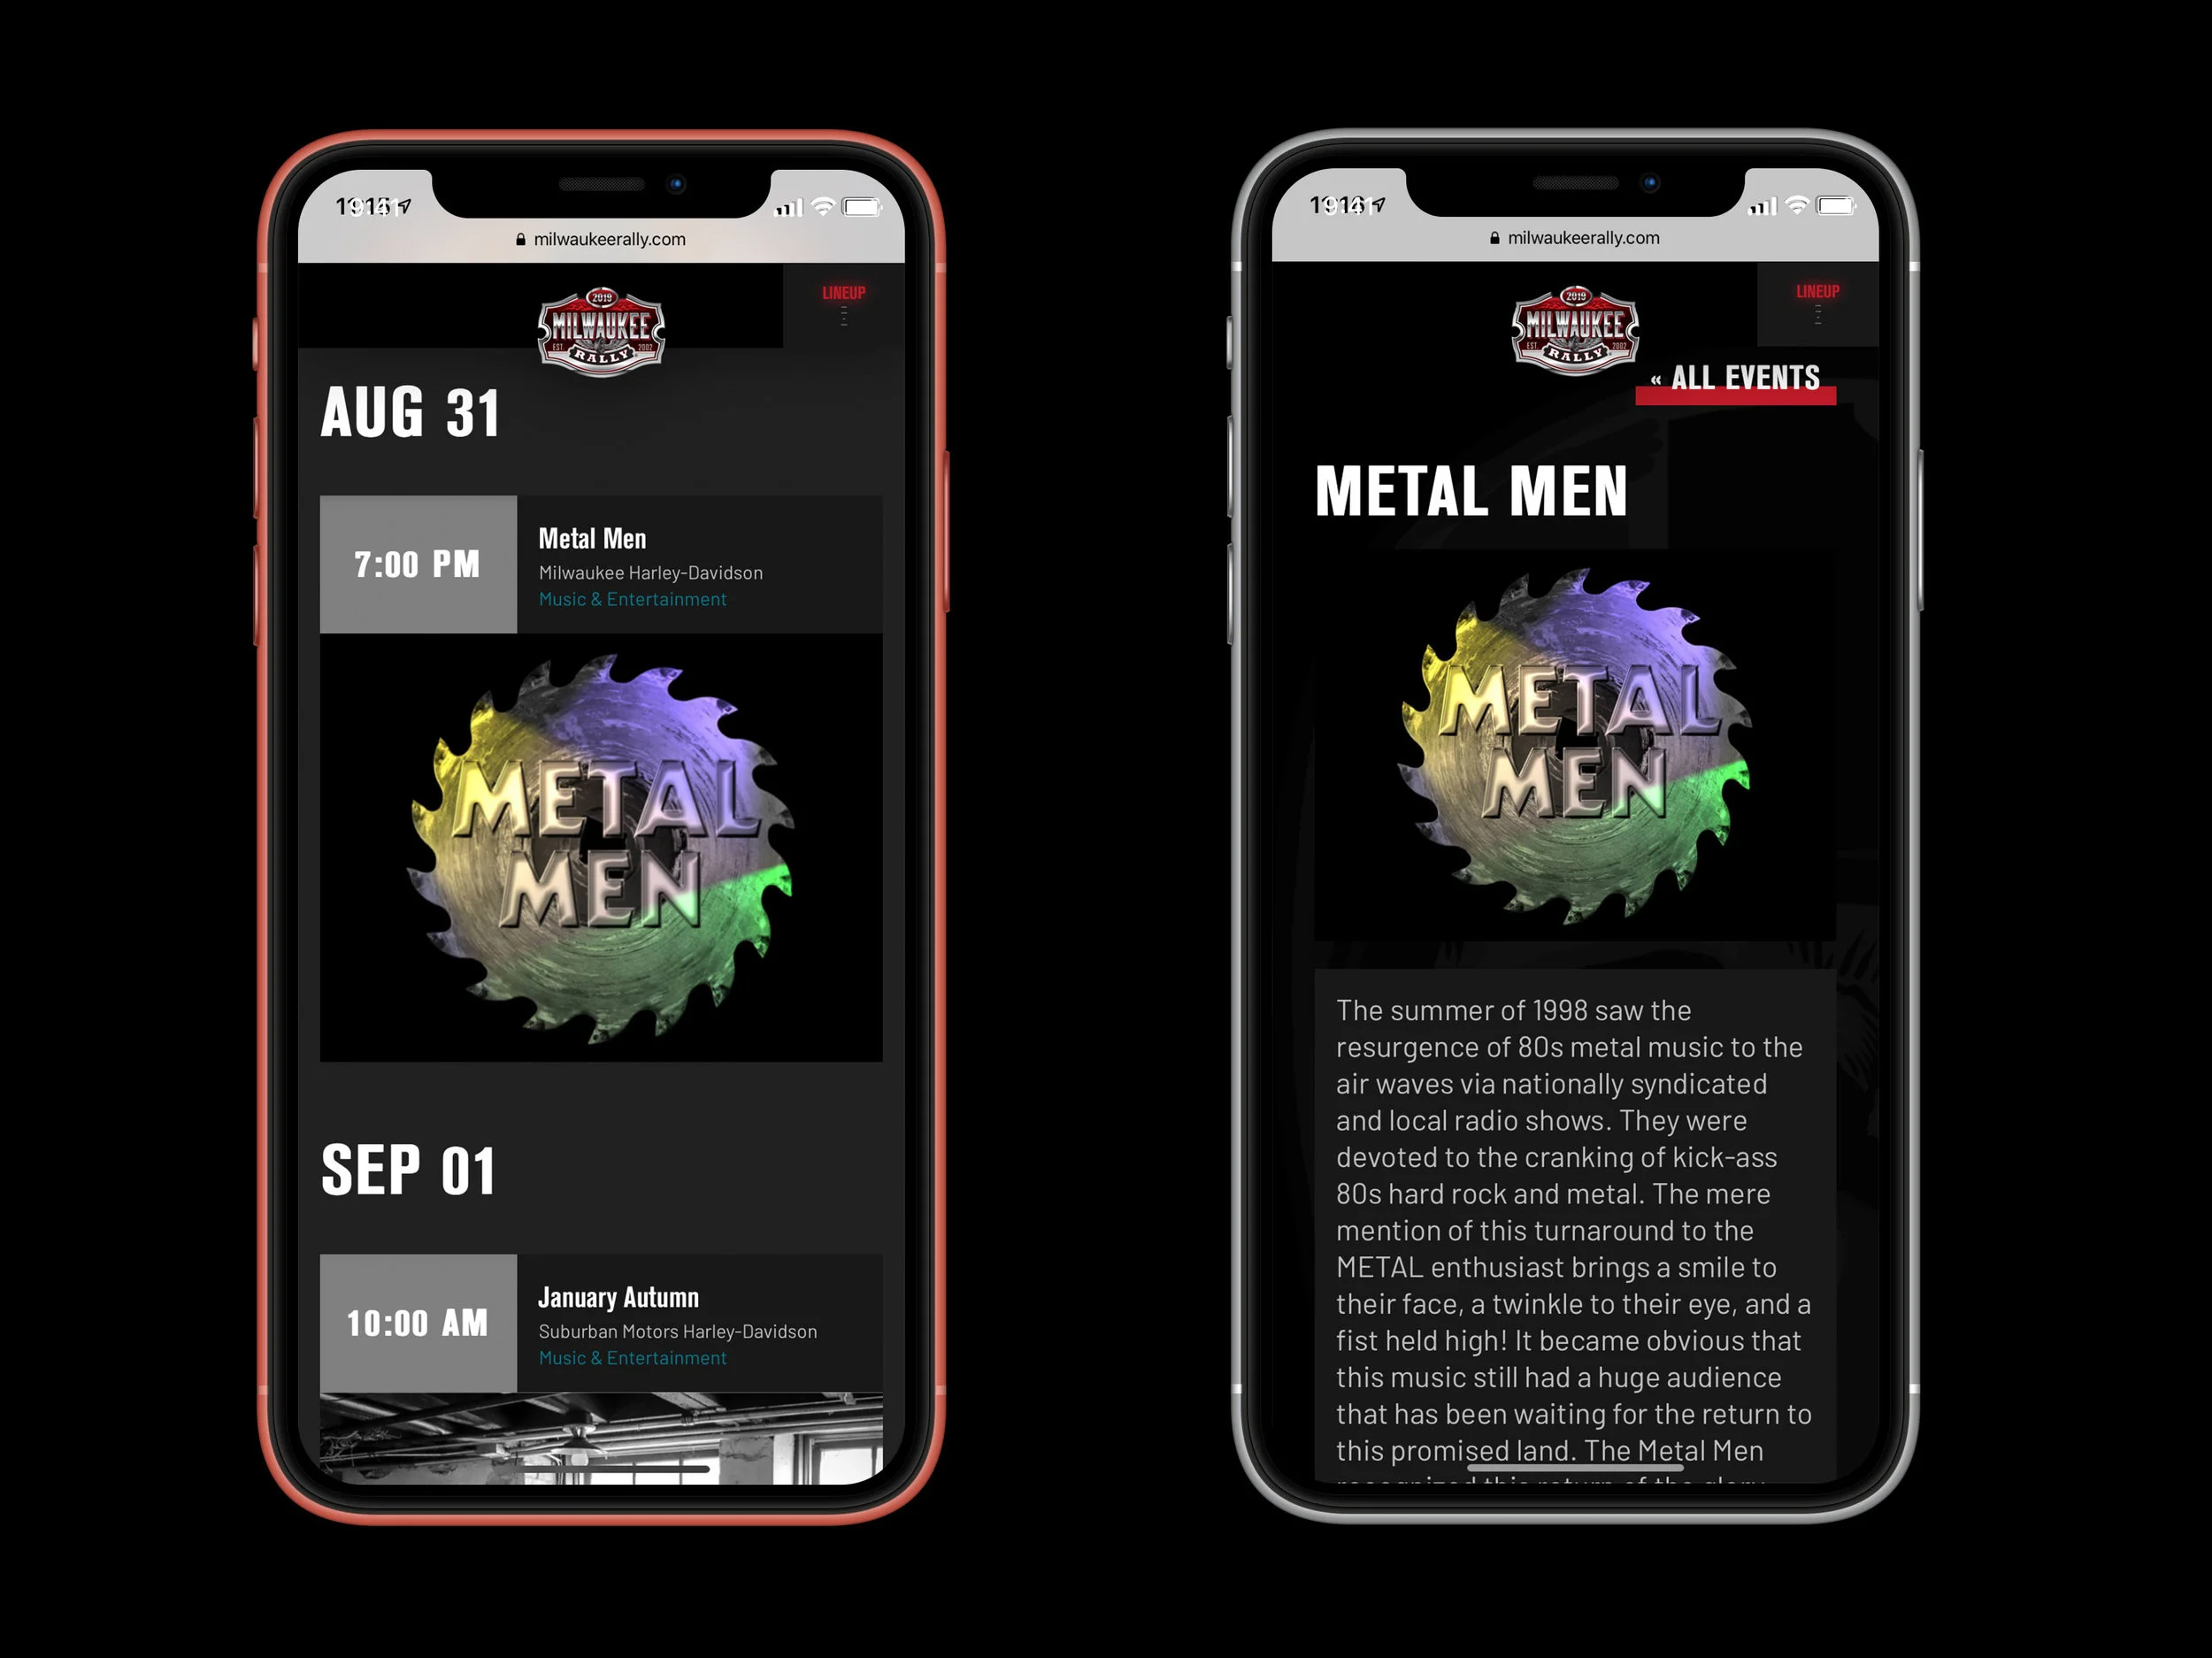 milwaukeerally.com
LINEUP
2019
MILWAUKEE
EST. 2002
RALLY
AUG 31
7:00 PM
Metal Men
Milwaukee Harley-Davidson
Music & Entertainment
METAL
MEN
SEP 01
10:00 AM
January Autumn
Suburban Motors Harley-Davidson
Music & Entertainment
milwaukeerally.com
LINEUP
2019
MILWAUKEE
EST. 2002
RALLY
« ALL EVENTS
METAL MEN
METAL
MEN
The summer of 1998 saw the
resurgence of 80s metal music to the
air waves via nationally syndicated
and local radio shows. They were
devoted to the cranking of kick-ass
80s hard rock and metal. The mere
mention of this turnaround to the
METAL enthusiast brings a smile to
their face, a twinkle to their eye, and a
fist held high! It became obvious that
this music still had a huge audience
that has been waiting for the return to
this promised land. The Metal Men
recognized this return of the glory